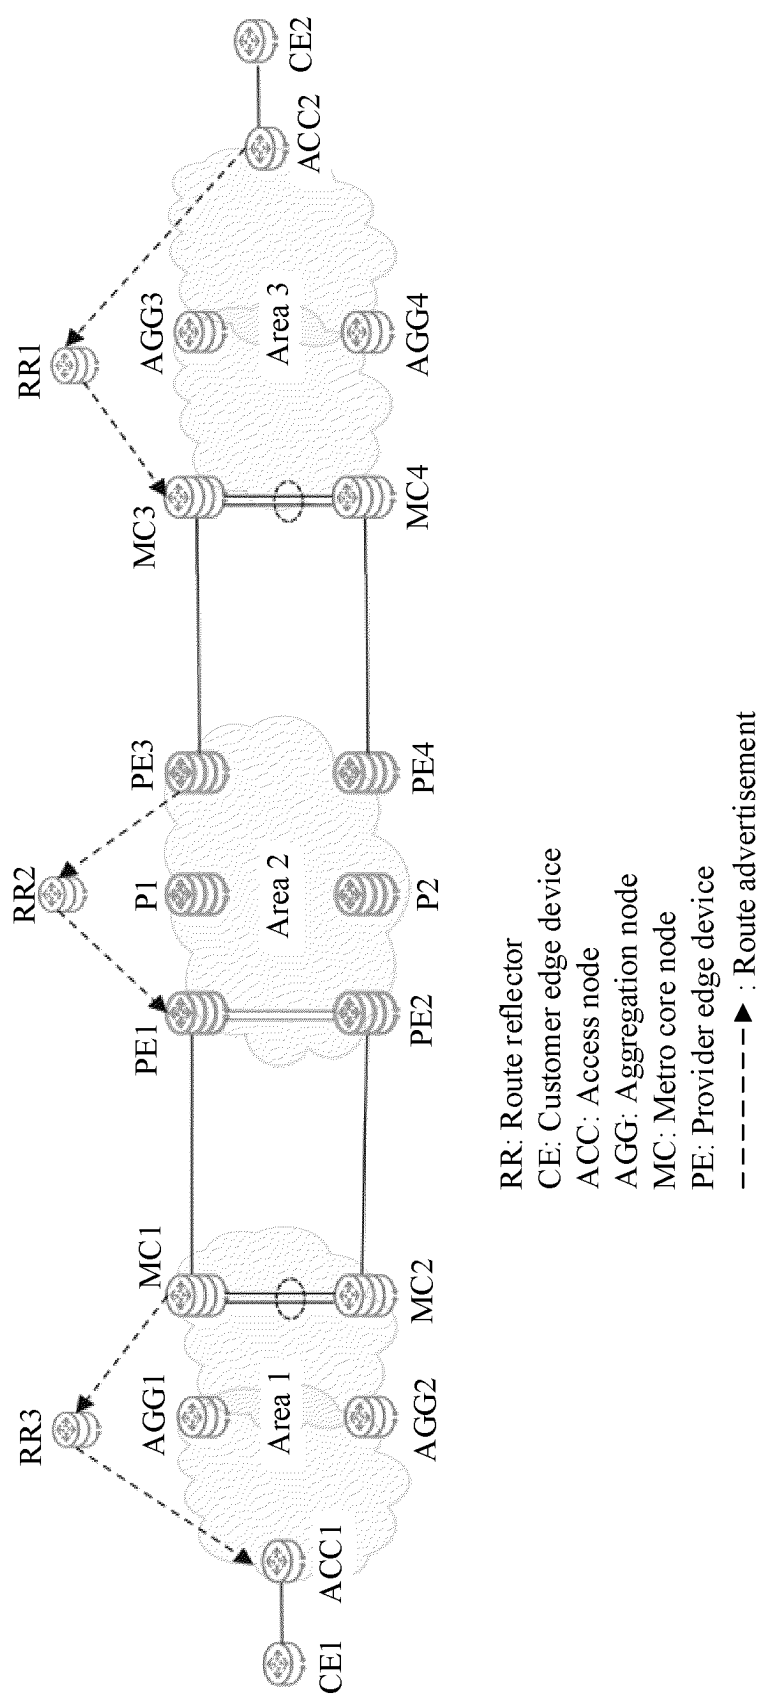 RR3
RR2
RR1
MC1
PE1
P1
PE3
MC3
AGG1
AGG3
CE1
ACC1
Area 1
Area 2
Area 3
ACC2
CE2
AGG2
MC2
PE2
P2
PE4
MC4
AGG4
RR: Route reflector
CE: Customer edge device
ACC: Access node
AGG: Aggregation node
MC: Metro core node
PE: Provider edge device
: Route advertisement